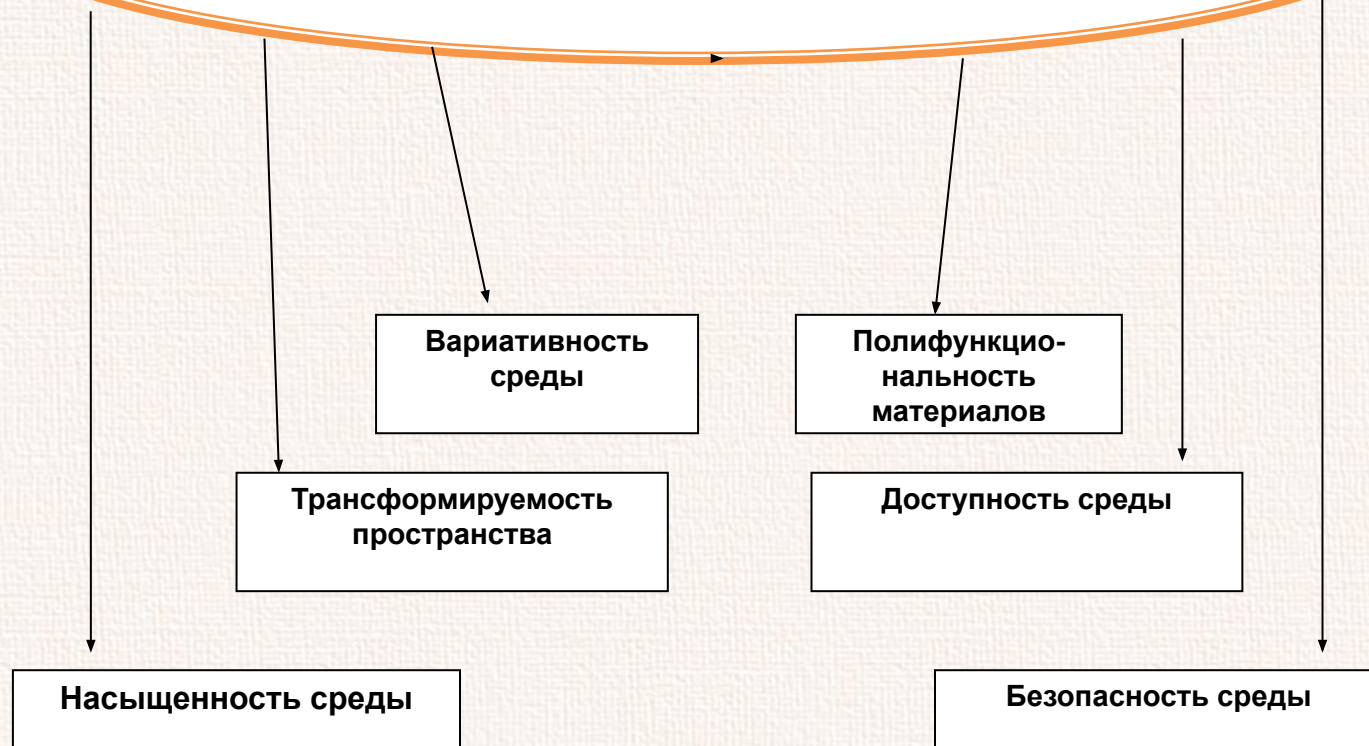 Вариативность
среды
Полифункцио-
нальность
материалов
Трансформируемость
пространства
Доступность среды
Насыщенность среды
Безопасность среды